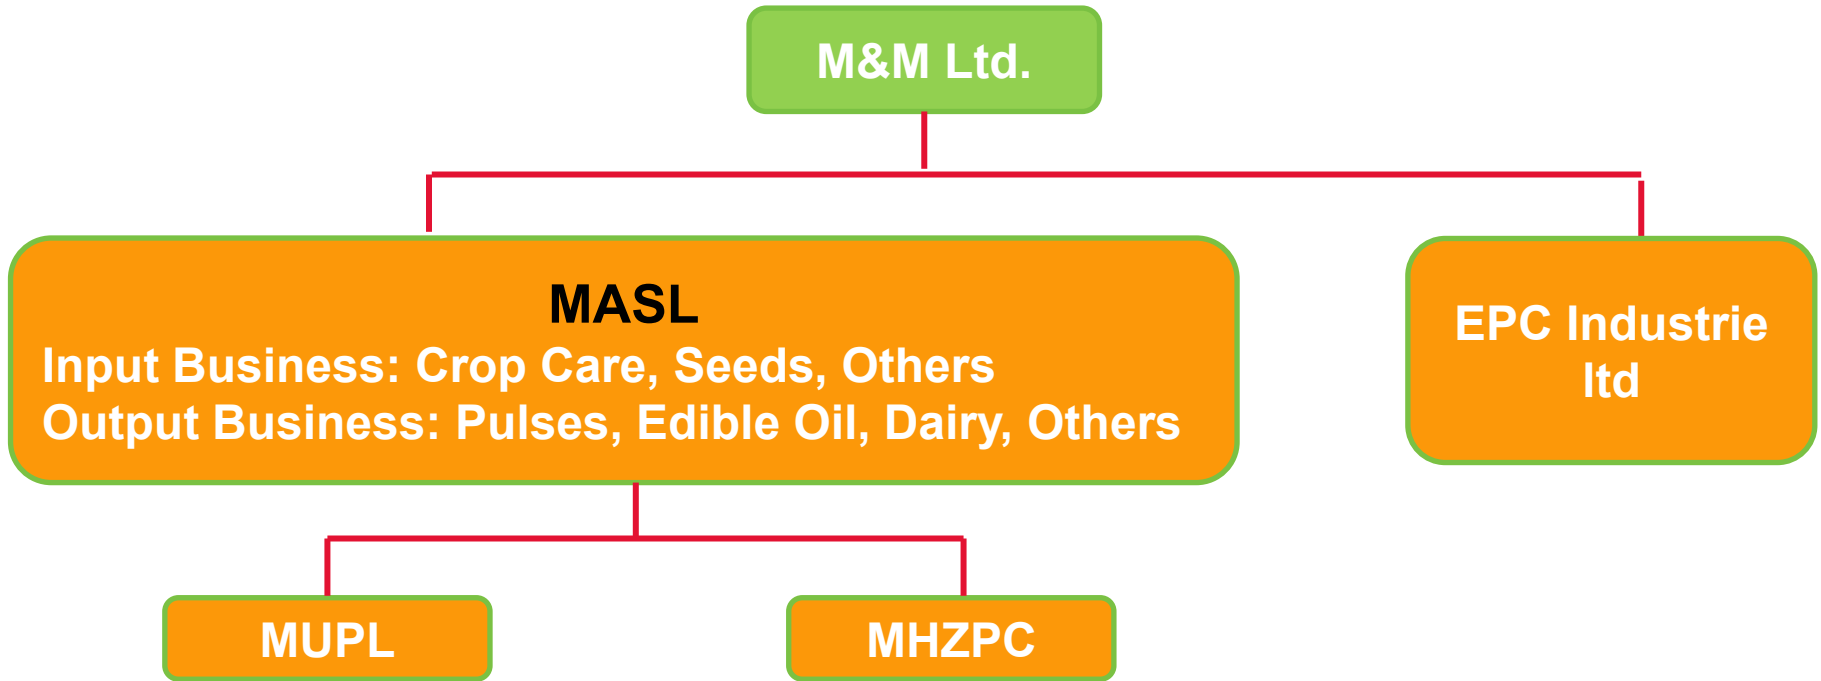 M&M Ltd.
MASL
Input Business: Crop Care, Seeds, Others
Output Business: Pulses, Edible Oil, Dairy, Others
EPC Industrie
ltd
MUPL
MHZPC